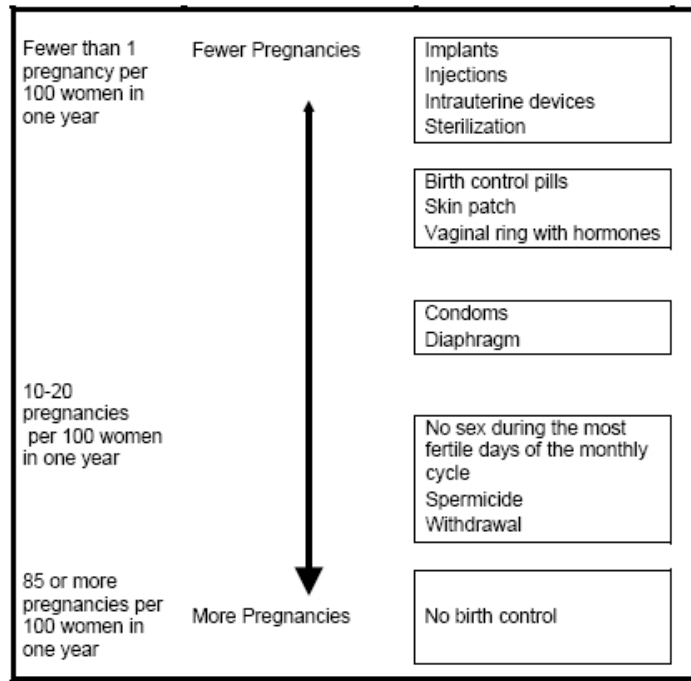 Fewer than 1
pregnancy per
100 women in
one year
Fewer Pregnancies
Implants
Injections
Intrauterine devices
Sterilization
Birth control pills
Skin patch
Vaginal ring with hormones
Condoms
Diaphragm
10-20
pregnancies
per 100 women
in one year
No sex during the most
fertile days of the monthly
cycle
Spermicide
Withdrawal
85 or more
pregnancies per
100 women in
one year
More Pregnancies
No birth control